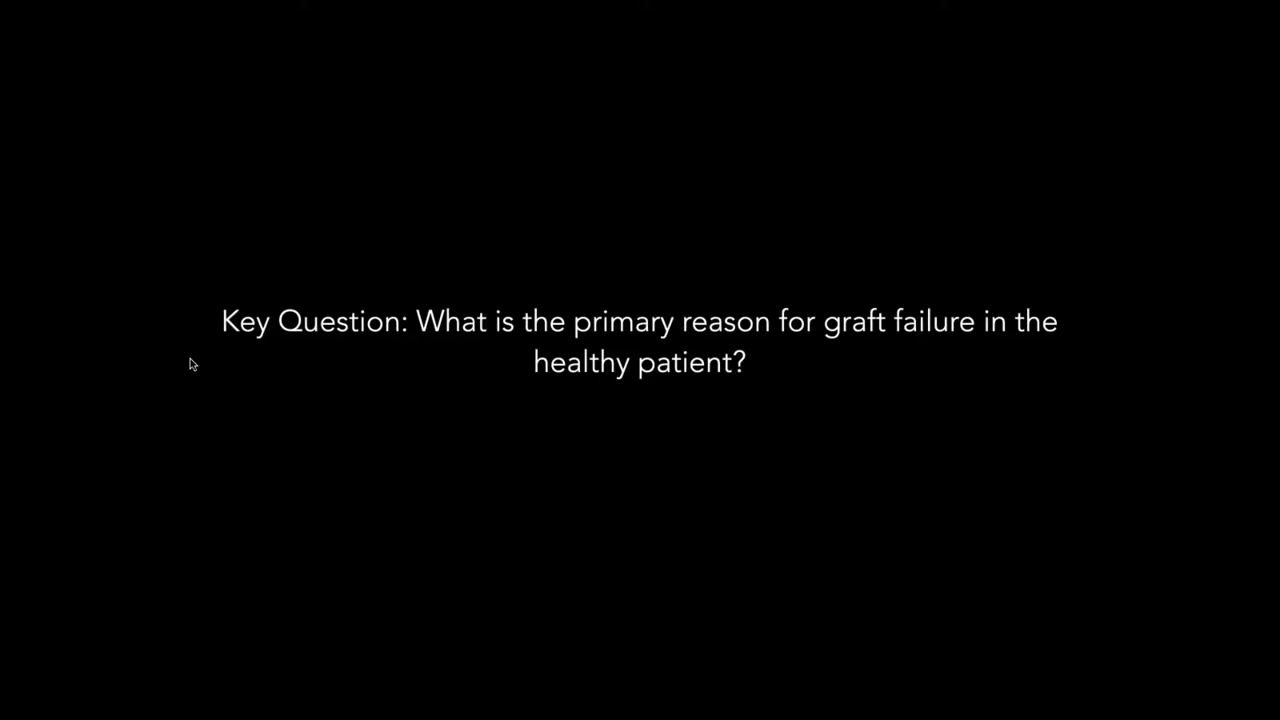 Key Question: What is the primary reason for graft failure in the
healthy patient?